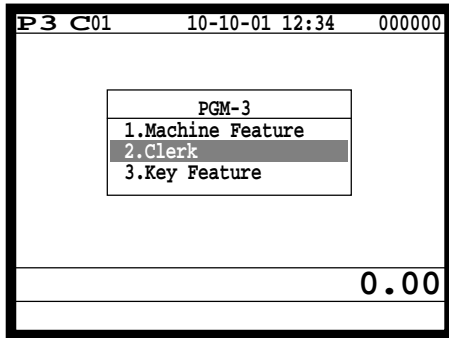 P3 C01 10-10-01 12:34 000000
PGM-3
1.Machine Feature
2.Clerk
3.Key Feature
0.00